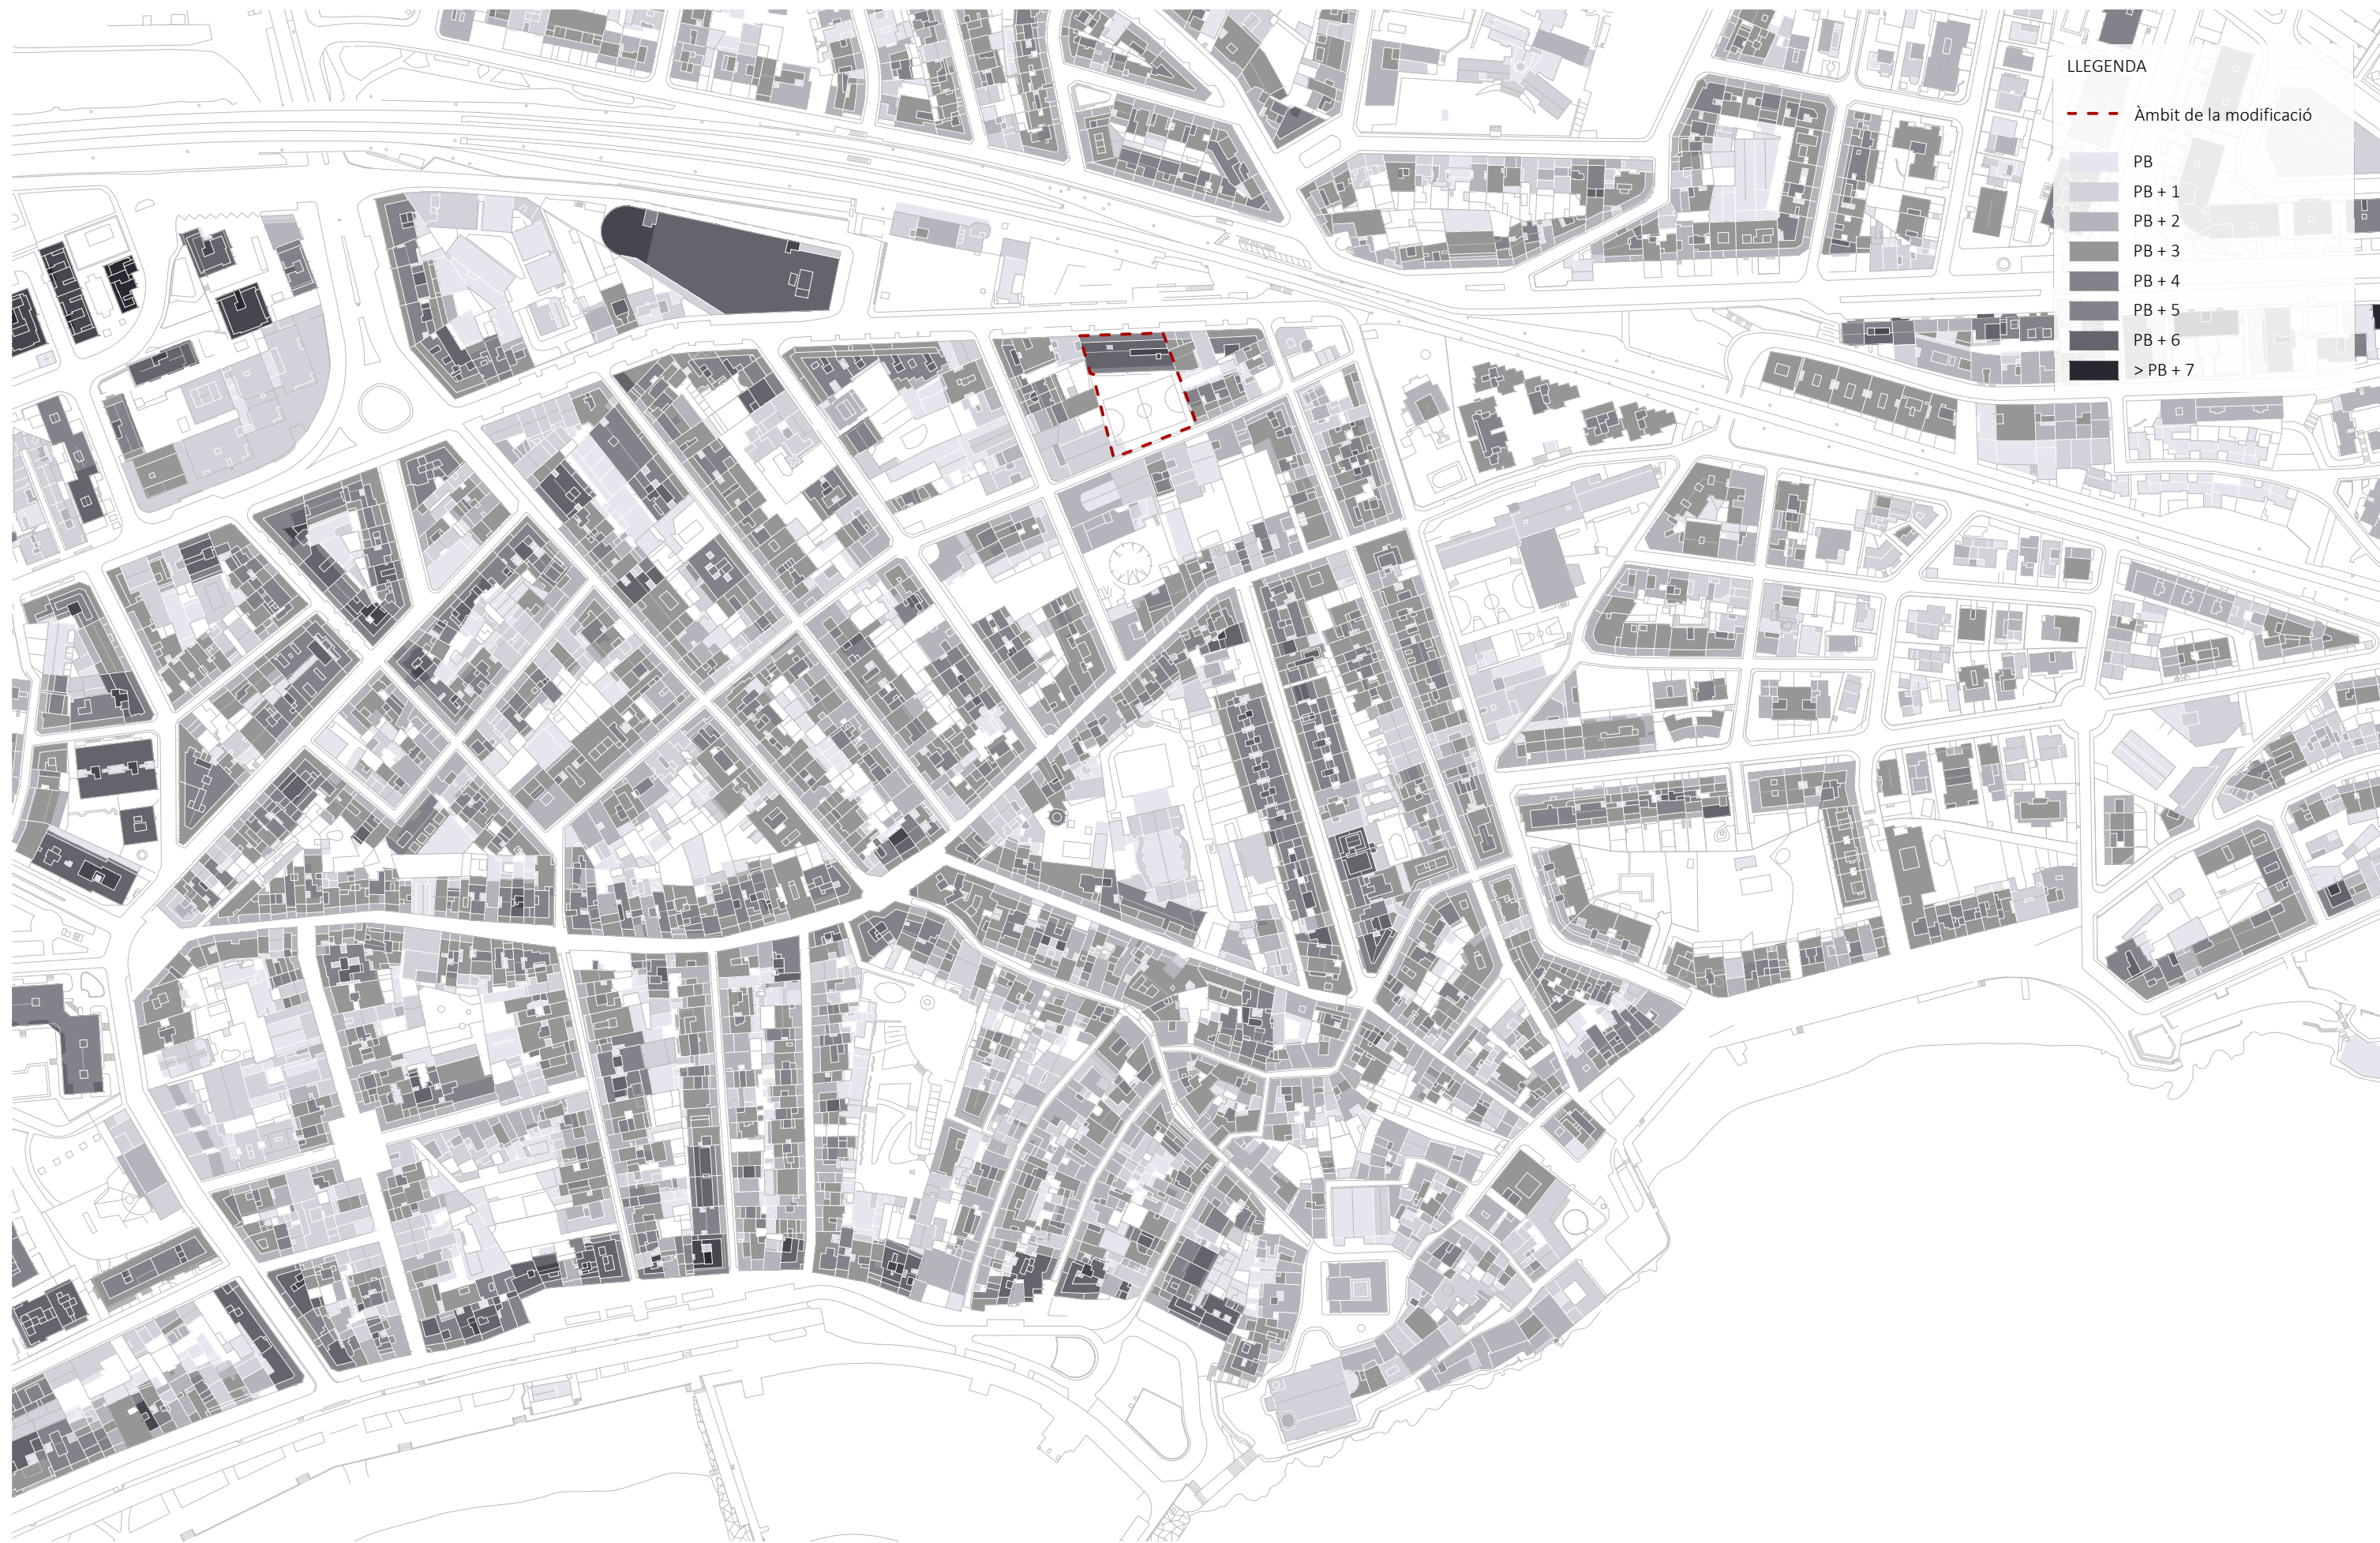 LLEGENDA
Àmbit de la modificació
PB
PB + 1
PB + 2
PB + 3
PB + 4
PB + 5
PB + 6
> PB + 7